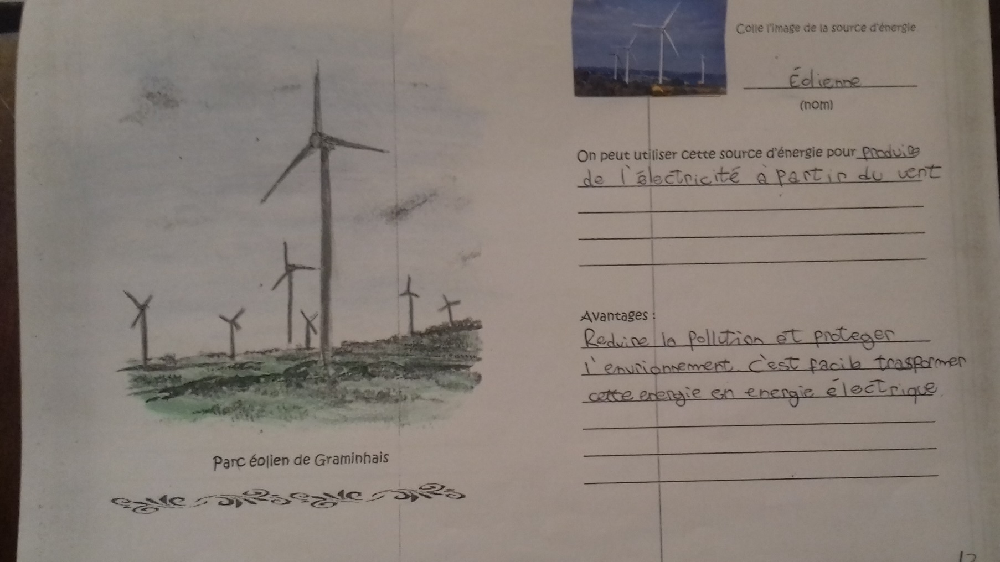 Colle l'image de la source d'énergie
Édienne
(nom)
On peut utiliser cette source d'énergie pour produire
de l'électricité à partir du vent
Avantages :
Reduire la pollution et proteger
l'envirionnement. C'est facile trasformer
cette energie en energie électrique.
Parc éolien de Graminhais